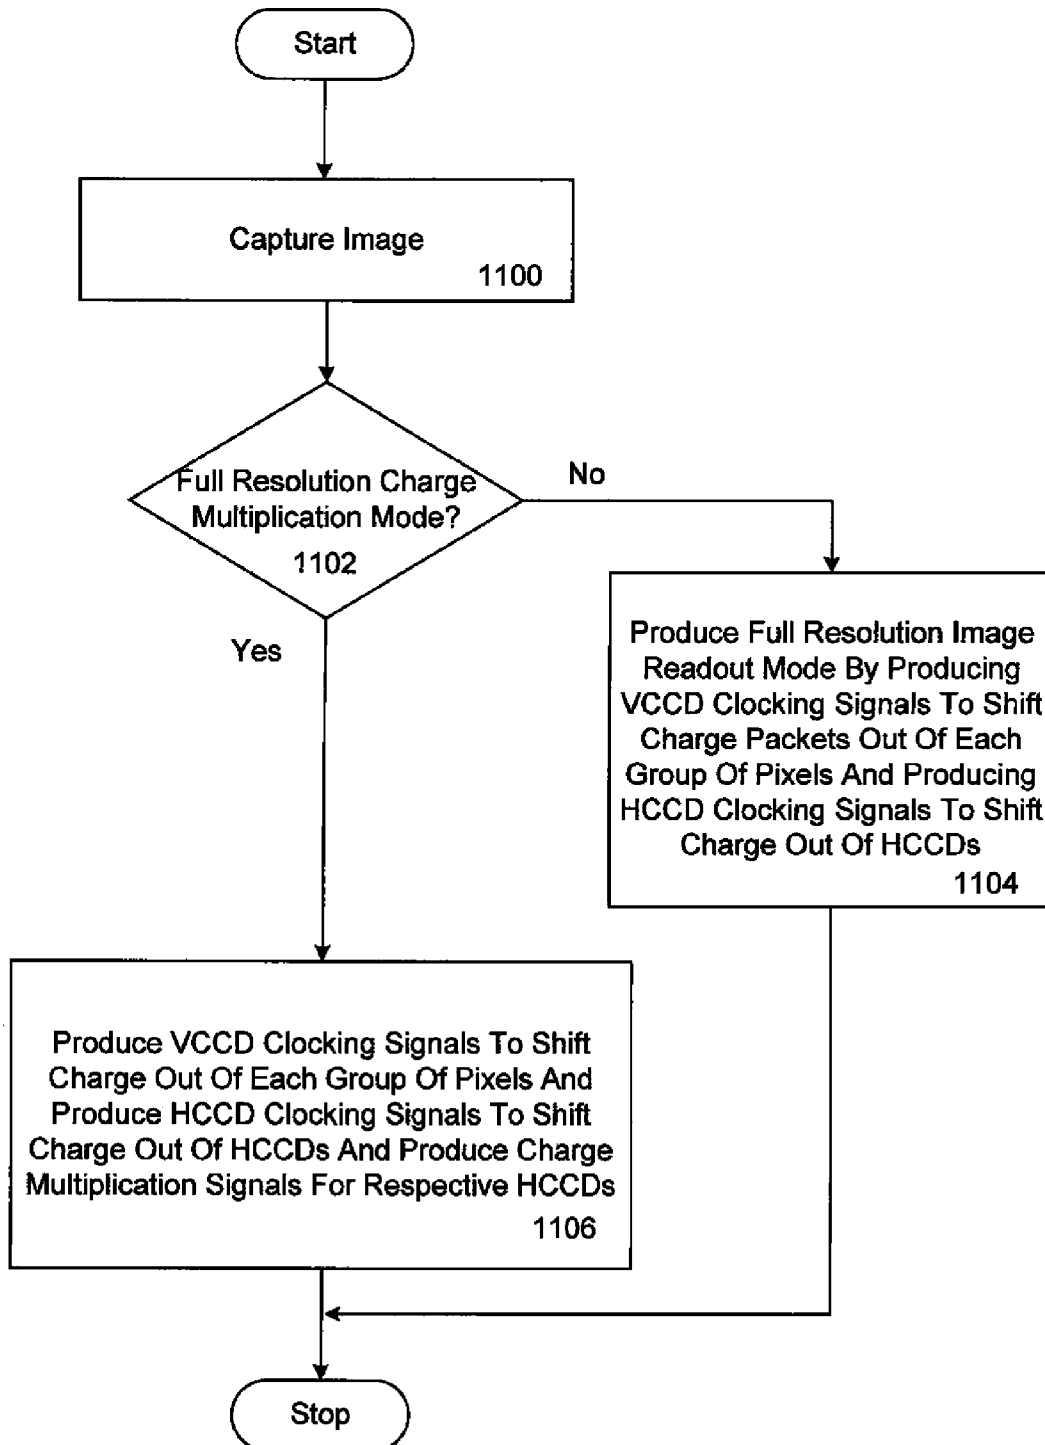 Start
Capture Image
1100
Full Resolution Charge
Multiplication Mode?
1102
No
Yes
Produce Full Resolution Image
Readout Mode By Producing
VCCD Clocking Signals To Shift
Charge Packets Out Of Each
Group Of Pixels And Producing
HCCD Clocking Signals To Shift
Charge Out Of HCCDs
1104
Produce VCCD Clocking Signals To Shift
Charge Out Of Each Group Of Pixels And
Produce HCCD Clocking Signals To Shift
Charge Out Of HCCDs And Produce Charge
Multiplication Signals For Respective HCCDs
1106
Stop